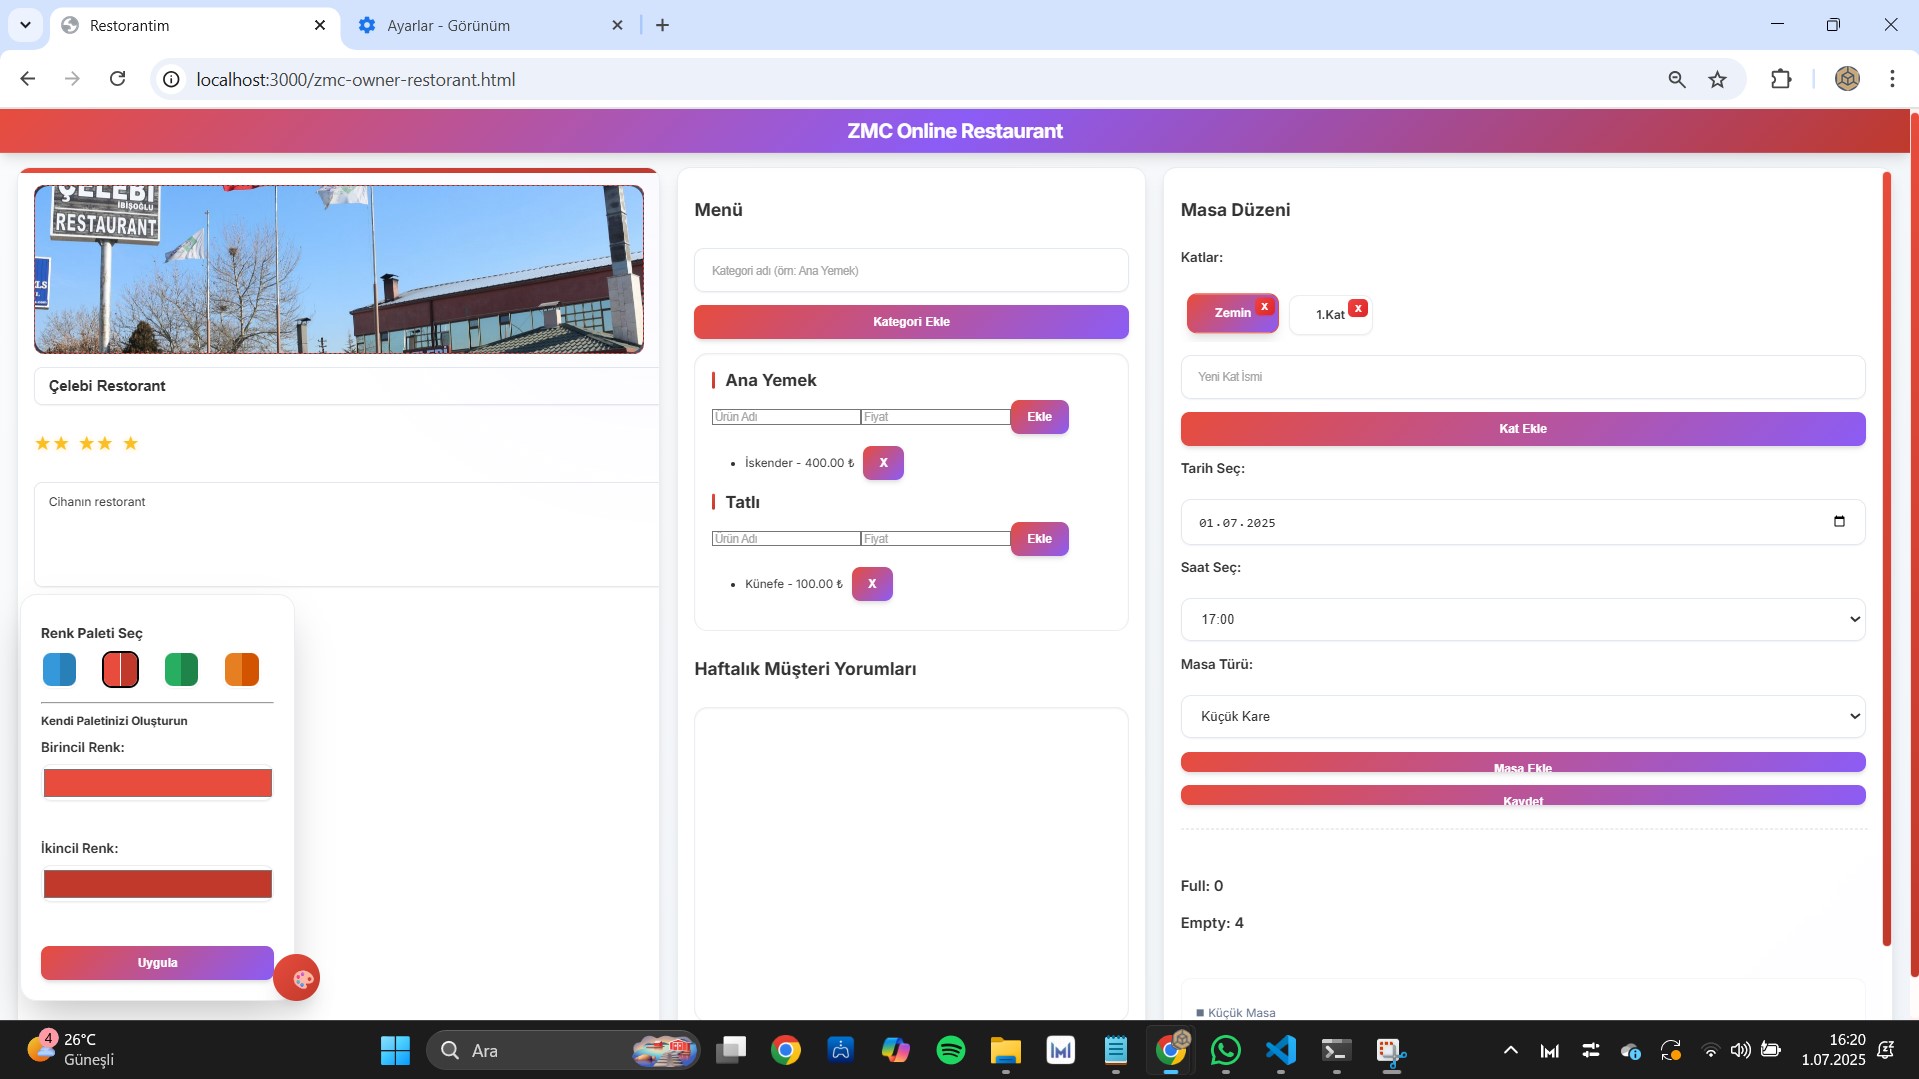 Restorantim
Ayarlar - Görünüm
localhost:3000/zmc-owner-restorant.html
ZMC Online Restaurant
ÇELEBİ
İBİŞOĞLU
RESTAURANT
Çelebi Restorant
Cihanın restorant
Renk Paleti Seç
Kendi Paletinizi Oluşturun
Birincil Renk:
İkincil Renk:
Uygula
Menü
Kategori adı (örn: Ana Yemek)
Kategori Ekle
Ana Yemek
Ürün Adı Fiyat Ekle
İskender - 400.00 ₺ X
Tatlı
Ürün Adı Fiyat Ekle
Künefe - 100.00 ₺ X
Haftalık Müşteri Yorumları
Masa Düzeni
Katlar:
Zemin X 1.Kat X
Yeni Kat İsmi
Kat Ekle
Tarih Seç:
01.07.2025
Saat Seç:
17:00
Masa Türü:
Küçük Kare
Masa Ekle
Kaydet
Full: 0
Empty: 4
Küçük Masa
4
26°C
Güneşli
Ara
16:20
1.07.2025